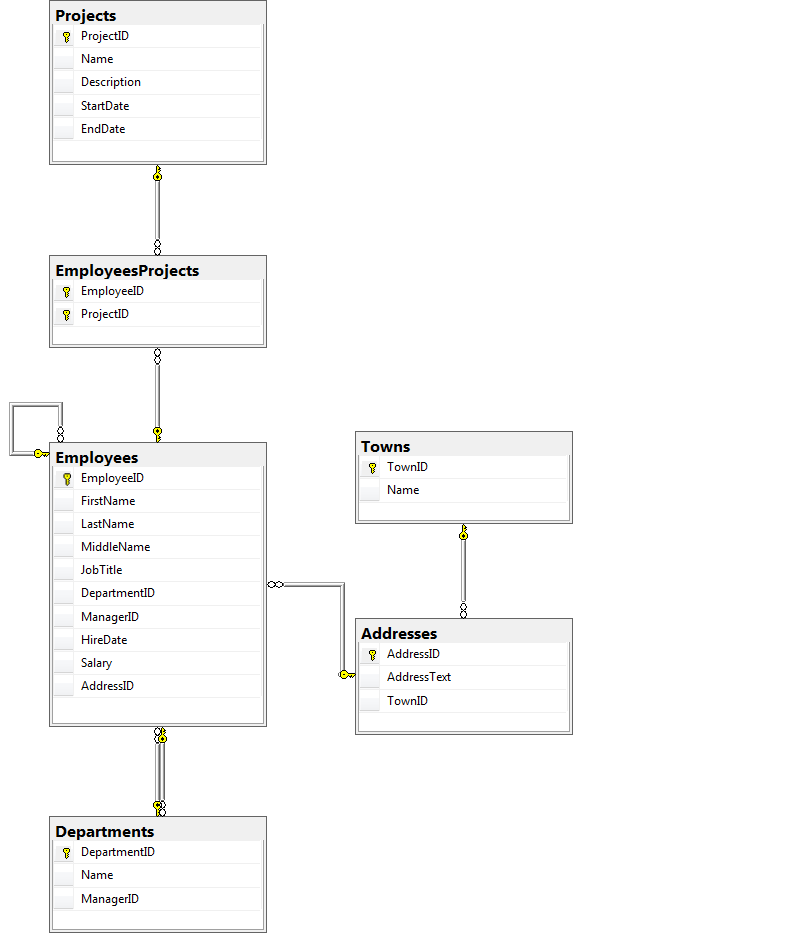 Projects
ProjectID
Name
Description
StartDate
EndDate
EmployeesProjects
EmployeeID
ProjectID
Employees
EmployeeID
FirstName
LastName
MiddleName
JobTitle
DepartmentID
ManagerID
HireDate
Salary
AddressID
Towns
TownID
Name
Addresses
AddressID
AddressText
TownID
Departments
DepartmentID
Name
ManagerID